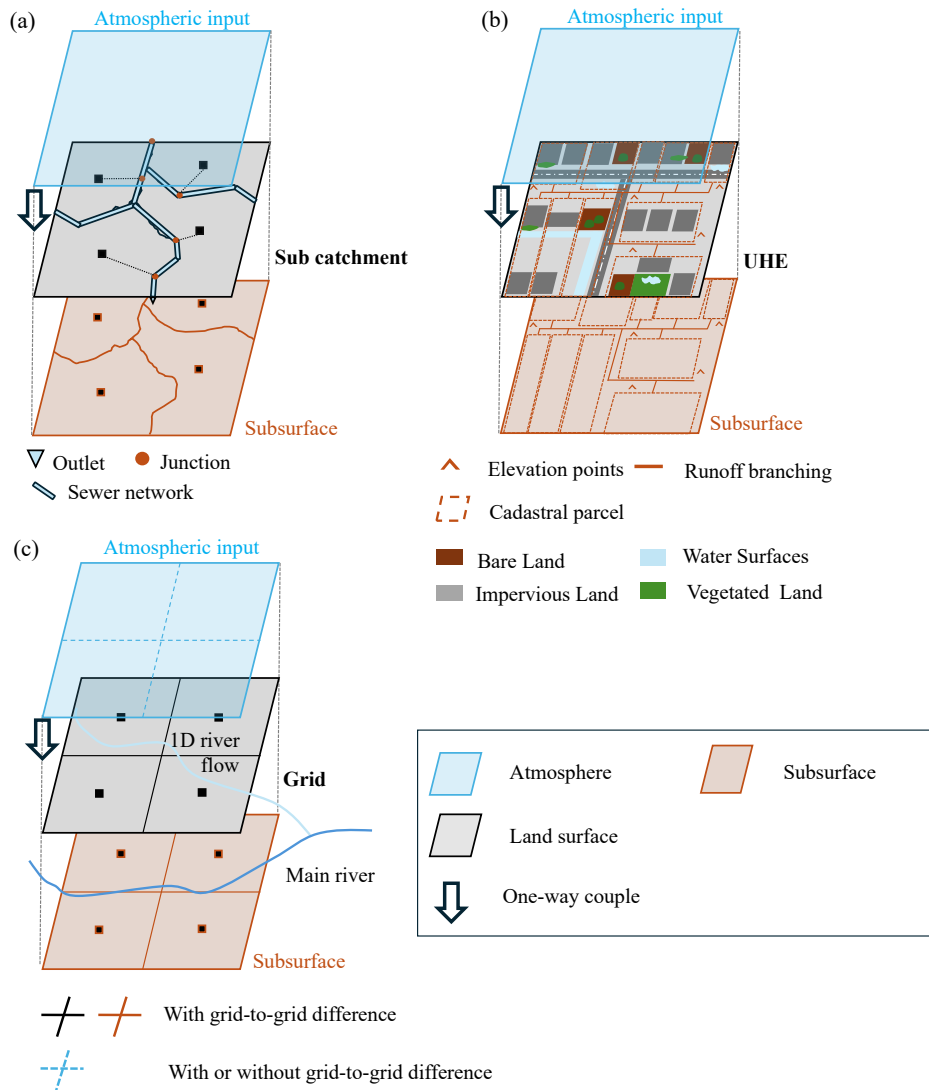 (a)
Atmospheric input
Sub catchment
Subsurface
Outlet
Junction
Sewer network
(b)
Atmospheric input
UHE
Subsurface
Elevation points
Runoff branching
Cadastral parcel
Bare Land
Water Surfaces
Impervious Land
Vegetated Land
(c)
Atmospheric input
1D river
flow
Grid
Main river
Subsurface
With grid-to-grid difference
With or without grid-to-grid difference
Atmosphere
Subsurface
Land surface
One-way couple